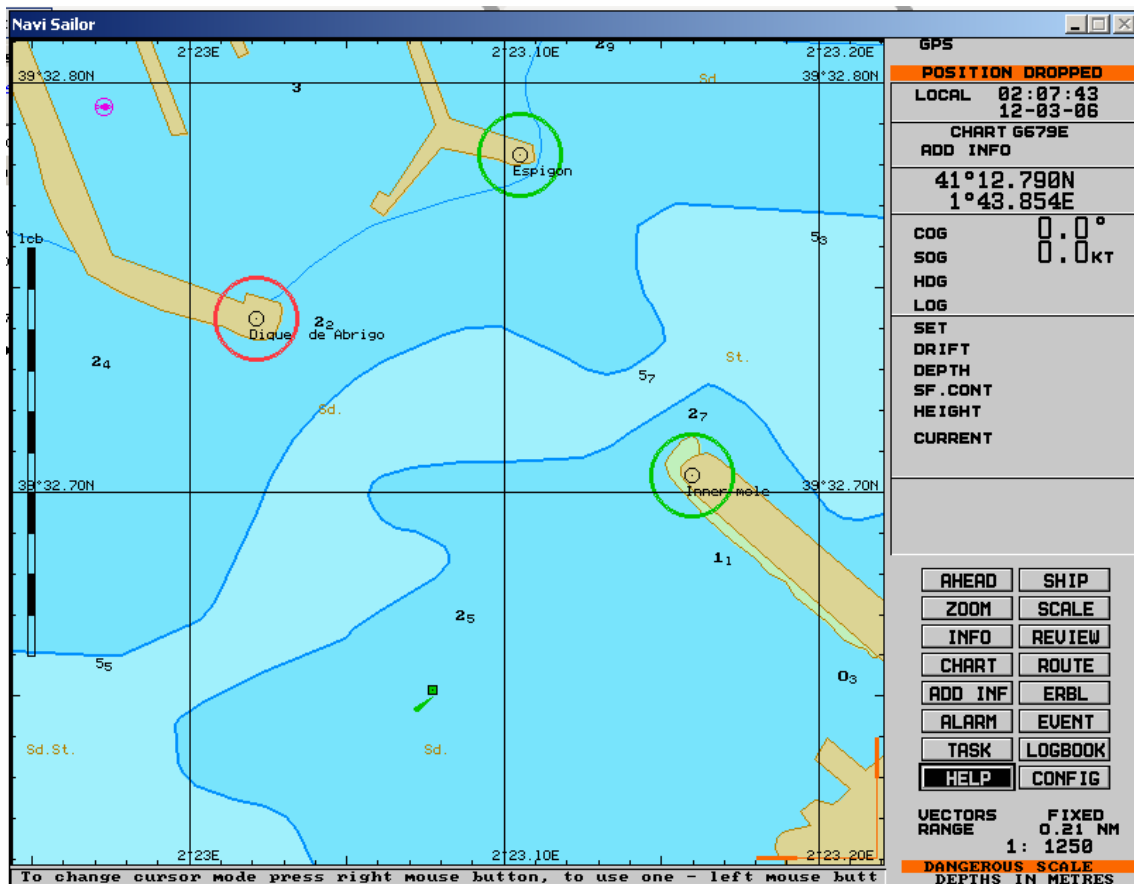 Navi Sailor
2°23E
2°23.10E
2°23.20E
39°32.80N
39°32.80N
2₉
Sd.
3
Espigon
1cb
5₃
Dique de Abrigo
2₂
2₄
St.
5₇
Sd.
2₇
39°32.70N
39°32.70N
Inner mole
1₁
2₅
5₅
0₃
Sd.St.
Sd.
2°23E
2°23.10E
2°23.20E
To change cursor mode press right mouse button, to use one - left mouse butt
GPS
POSITION DROPPED
LOCAL 02:07:43
12-03-06
CHART G679E
ADD INFO
41°12.790N
1°43.854E
COG 0.0°
SOG 0.0KT
HDG
LOG
SET
DRIFT
DEPTH
SF.CONT
HEIGHT
CURRENT
AHEAD SHIP
ZOOM SCALE
INFO REVIEW
CHART ROUTE
ADD INF ERBL
ALARM EVENT
TASK LOGBOOK
HELP CONFIG
VECTORS FIXED
RANGE 0.21 NM
1: 1250
DANGEROUS SCALE
DEPTHS IN METRES